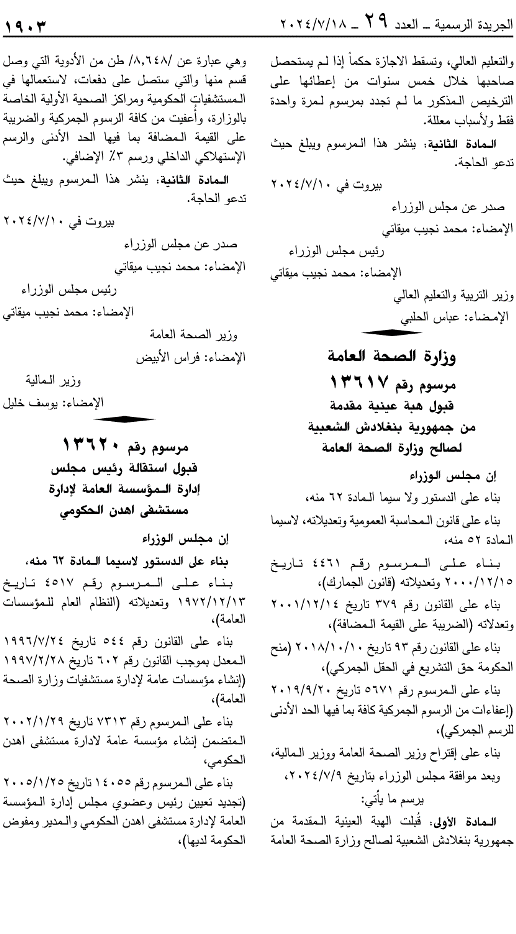 الجريدة الرسمية ــ العدد ٢٩ ــ ٢٠٢٤/٧/١٨
١٩٠٣
والتعليم العالي، وتسقط الاجازة حكماً إذا لم يستحصل
صاحبها خلال خمس سنوات من إعطائها على
الترخيص المذكور ما لم تجدد بمرسوم لمرة واحدة
فقط ولأسباب معللة.
المادة الثانية: ينشر هذا المرسوم ويبلغ حيث
تدعو الحاجة.
بيروت في ٢٠٢٤/٧/١٠
صدر عن مجلس الوزراء
الإمضاء: محمد نجيب ميقاتي
رئيس مجلس الوزراء
الإمضاء: محمد نجيب ميقاتي
وزير التربية والتعليم العالي
الإمضاء: عباس الحلبي
وزارة الصحة العامة
مرسوم رقم ١٣٦١٧
قبول هبة عينية مقدمة
من جمهورية بنغلادش الشعبية
لصالح وزارة الصحة العامة
إن مجلس الوزراء
بناء على الدستور ولا سيما المادة ٦٢ منه،
بناء على قانون المحاسبة العمومية وتعديلاته، لاسيما
المادة ٥٢ منه،
بناء على المرسوم رقم ٤٤٦١ تاريخ
٢٠٠٠/١٢/١٥ وتعديلاته (قانون الجمارك)،
بناء على القانون رقم ٣٧٩ تاريخ ٢٠٠١/١٢/١٤
وتعدلاته (الضريبة على القيمة المضافة)،
بناء على القانون رقم ٩٣ تاريخ ٢٠١٨/١٠/١٠ (منح
الحكومة حق التشريع في الحقل الجمركي)،
بناء على المرسوم رقم ٥٦٧١ تاريخ ٢٠١٩/٩/٢٠
(إعفاءات من الرسوم الجمركية كافة بما فيها الحد الأدنى
للرسم الجمركي)،
بناء على إقتراح وزير الصحة العامة ووزير المالية،
وبعد موافقة مجلس الوزراء بتاريخ ٢٠٢٤/٧/٩،
يرسم ما يأتي:
المادة الأولى: قُبلت الهبة العينية المقدمة من
جمهورية بنغلادش الشعبية لصالح وزارة الصحة العامة
وهي عبارة عن /٨,٦٤٨/ طن من الأدوية التي وصل
قسم منها والتي ستصل على دفعات، لاستعمالها في
المستشفيات الحكومية ومراكز الصحية الأولية الخاصة
بالوزارة، وأُعفيت من كافة الرسوم الجمركية والضريبة
على القيمة المضافة بما فيها الحد الأدنى والرسم
الإستهلاكي الداخلي ورسم ٣٪ الإضافي.
المادة الثانية: ينشر هذا المرسوم ويبلغ حيث
تدعو الحاجة.
بيروت في ٢٠٢٤/٧/١٠
صدر عن مجلس الوزراء
الإمضاء: محمد نجيب ميقاتي
رئيس مجلس الوزراء
الإمضاء: محمد نجيب ميقاتي
وزير الصحة العامة
الإمضاء: فراس الأبيض
وزير المالية
الإمضاء: يوسف خليل
مرسوم رقم ١٣٦٢٠
قبول استقالة رئيس مجلس
إدارة المؤسسة العامة لإدارة
مستشفى اهدن الحكومي
إن مجلس الوزراء
بناء على الدستور لاسيما المادة ٦٢ منه،
بناء على المرسوم رقم ٤٥١٧ تاريخ
١٩٧٢/١٢/١٣ وتعديلاته (النظام العام للمؤسسات
العامة)،
بناء على القانون رقم ٥٤٤ تاريخ ١٩٩٦/٧/٢٤
المعدل بموجب القانون رقم ٦٠٢ تاريخ ١٩٩٧/٢/٢٨
(إنشاء مؤسسات عامة لإدارة مستشفيات وزارة الصحة
العامة)،
بناء على المرسوم رقم ٧٣١٣ تاريخ ٢٠٠٢/١/٢٩
المتضمن إنشاء مؤسسة عامة لادارة مستشفى اهدن
الحكومي،
بناء على المرسوم رقم ١٤٠٥٥ تاريخ ٢٠٠٥/١/٢٥
(تجديد تعيين رئيس وعضوي مجلس إدارة المؤسسة
العامة لإدارة مستشفى اهدن الحكومي والمدير ومفوض
الحكومة لديها)،